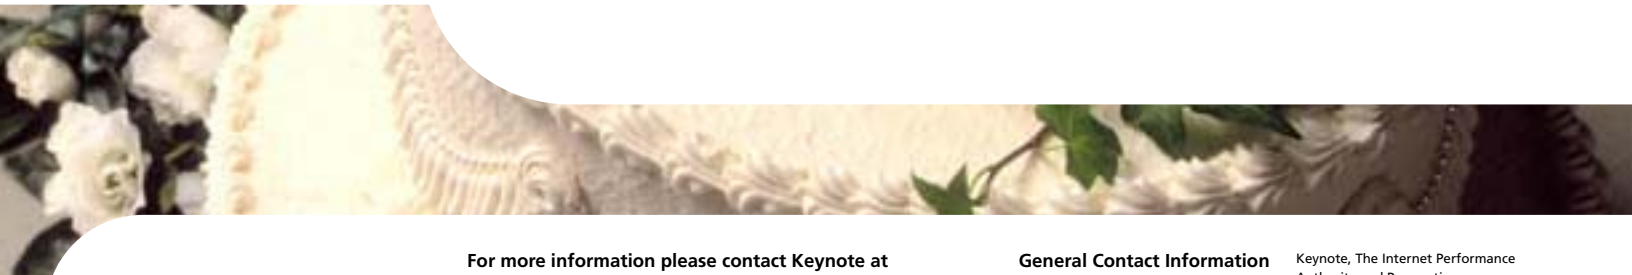 For more information please contact Keynote at
General Contact Information
Keynote, The Internet Performance